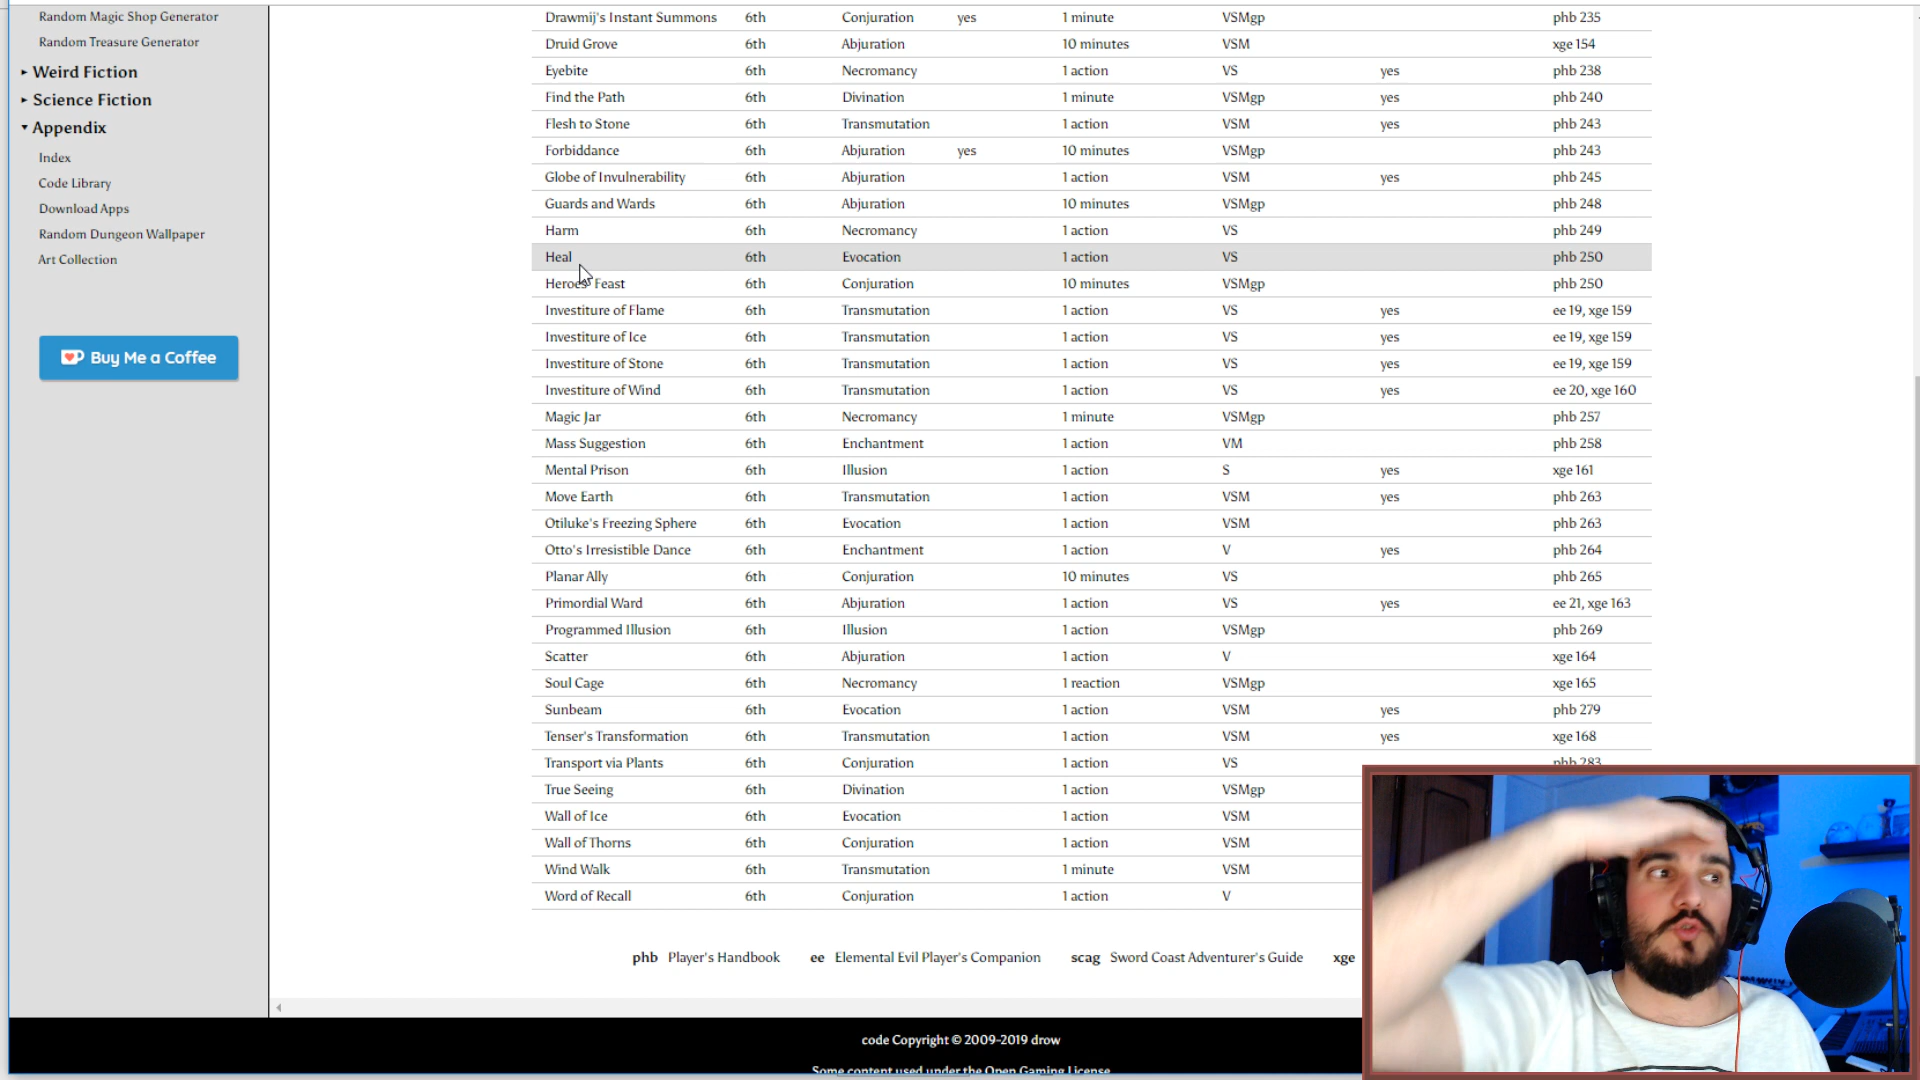 Random Magic Shop Generator
Random Treasure Generator
Weird Fiction
Science Fiction
Appendix
Index
Code Library
Download Apps
Random Dungeon Wallpaper
Art Collection
Buy Me a Coffee
Drawmij's Instant Summons 6th Conjuration yes 1 minute VSMgp phb 235
Druid Grove 6th Abjuration 10 minutes VSM xge 154
Eyebite 6th Necromancy 1 action VS yes phb 238
Find the Path 6th Divination 1 minute VSMgp yes phb 240
Flesh to Stone 6th Transmutation 1 action VSM yes phb 243
Forbiddance 6th Abjuration yes 10 minutes VSMgp phb 243
Globe of Invulnerability 6th Abjuration 1 action VSM yes phb 245
Guards and Wards 6th Abjuration 10 minutes VSMgp phb 248
Harm 6th Necromancy 1 action VS phb 249
Heal 6th Evocation 1 action VS phb 250
Heroes' Feast 6th Conjuration 10 minutes VSMgp phb 250
Investiture of Flame 6th Transmutation 1 action VS yes ee 19, xge 159
Investiture of Ice 6th Transmutation 1 action VS yes ee 19, xge 159
Investiture of Stone 6th Transmutation 1 action VS yes ee 19, xge 159
Investiture of Wind 6th Transmutation 1 action VS yes ee 20, xge 160
Magic Jar 6th Necromancy 1 minute VSMgp phb 257
Mass Suggestion 6th Enchantment 1 action VM phb 258
Mental Prison 6th Illusion 1 action S yes xge 161
Move Earth 6th Transmutation 1 action VSM yes phb 263
Otiluke's Freezing Sphere 6th Evocation 1 action VSM phb 263
Otto's Irresistible Dance 6th Enchantment 1 action V yes phb 264
Planar Ally 6th Conjuration 10 minutes VS phb 265
Primordial Ward 6th Abjuration 1 action VS yes ee 21, xge 163
Programmed Illusion 6th Illusion 1 action VSMgp phb 269
Scatter 6th Abjuration 1 action V xge 164
Soul Cage 6th Necromancy 1 reaction VSMgp xge 165
Sunbeam 6th Evocation 1 action VSM yes phb 279
Tenser's Transformation 6th Transmutation 1 action VSM yes xge 168
Transport via Plants 6th Conjuration 1 action VS phb 283
True Seeing 6th Divination 1 action VSMgp
Wall of Ice 6th Evocation 1 action VSM
Wall of Thorns 6th Conjuration 1 action VSM
Wind Walk 6th Transmutation 1 minute VSM
Word of Recall 6th Conjuration 1 action V
phb Player's Handbook ee Elemental Evil Player's Companion scag Sword Coast Adventurer's Guide xge
code Copyright © 2009-2019 drow
Some content used under the Open Gaming License